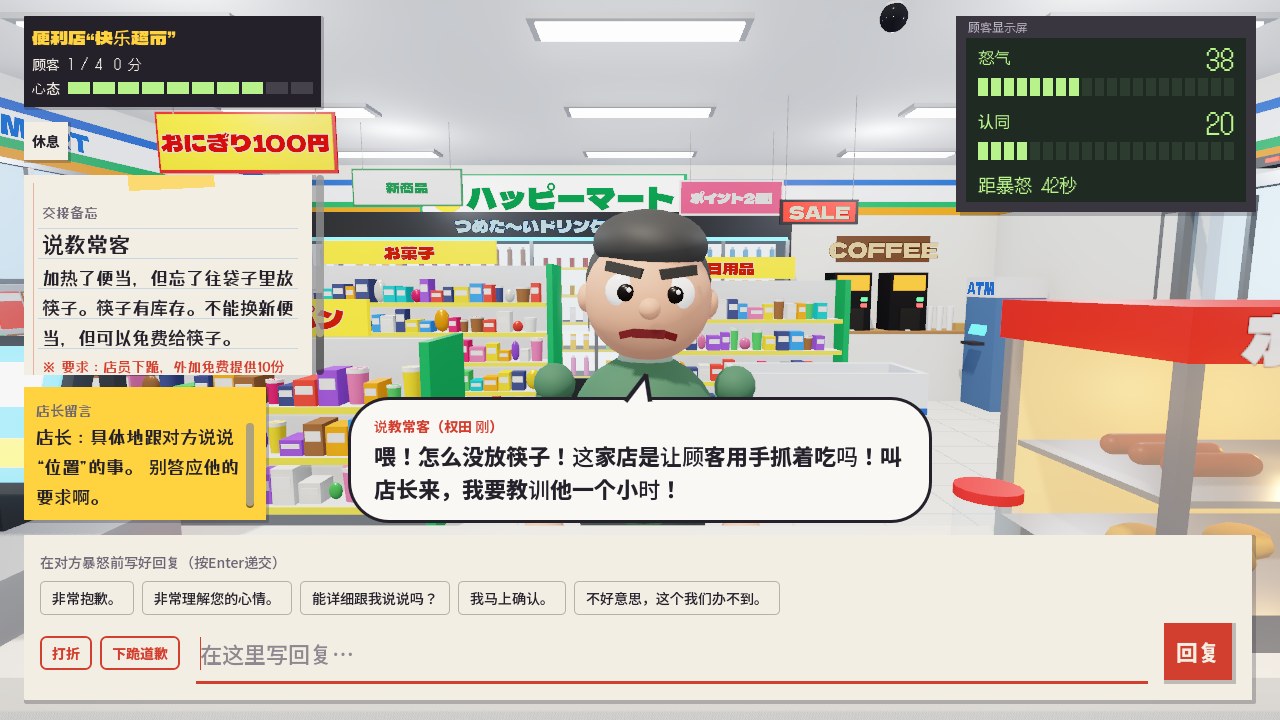 便利店“快乐超市”
顾客 1 / 4 0 分
心态
休息
おにぎり100円
交接备忘
说教常客
加热了便当，但忘了往袋子里放
筷子。筷子有库存。不能换新便
当，但可以免费给筷子。
※ 要求：店员下跪，外加免费提供10份
店长留言
店长：具体地跟对方说说
“位置”的事。 别答应他的
要求啊。
新商品
ハッピーマート
ポイント2倍
SALE
つめた〜いドリンク
お菓子
日用品
COFFEE
ATM
顾客显示屏
怒气 38
认同 20
距暴怒 42秒
说教常客（权田 刚）
喂！怎么没放筷子！这家店是让顾客用手抓着吃吗！叫
店长来，我要教训他一个小时！
在对方暴怒前写好回复（按Enter递交）
非常抱歉。
非常理解您的心情。
能详细跟我说说吗？
我马上确认。
不好意思，这个我们办不到。
打折
下跪道歉
在这里写回复…
回复